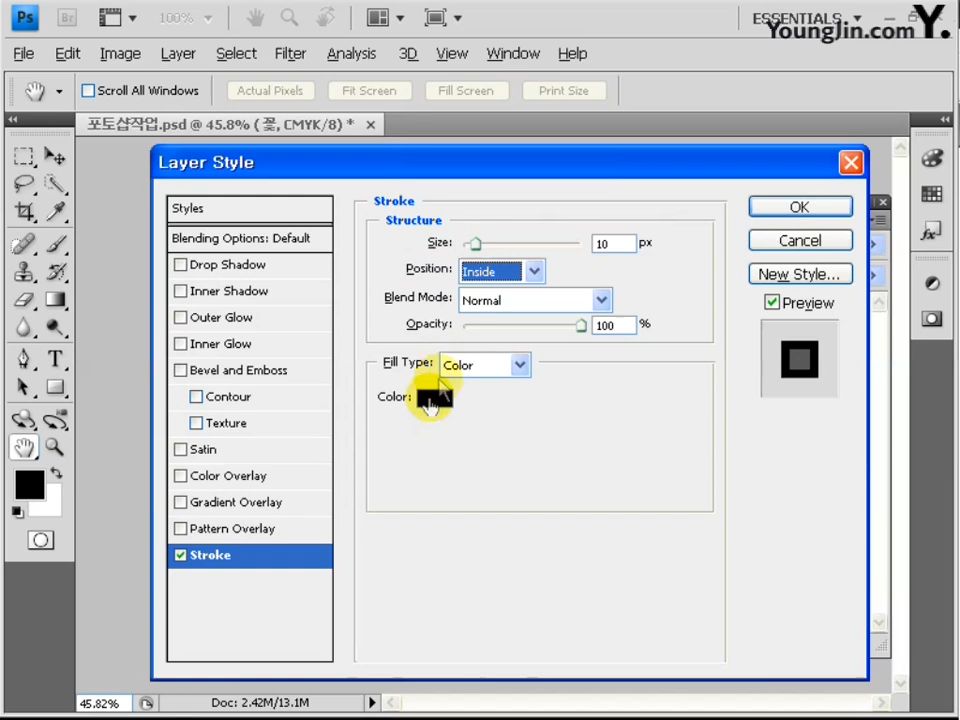 Ps Br 100% ESSENTIALS
YoungJin.com Y.
File Edit Image Layer Select Filter Analysis 3D View Window Help
Scroll All Windows Actual Pixels Fit Screen Fill Screen Print Size
포토샵작업.psd @ 45.8% ( 꽃, CMYK/8) *
Layer Style
Styles
Blending Options: Default
Drop Shadow
Inner Shadow
Outer Glow
Inner Glow
Bevel and Emboss
Contour
Texture
Satin
Color Overlay
Gradient Overlay
Pattern Overlay
Stroke
Stroke
Structure
Size: 10 px
Position: Inside
Blend Mode: Normal
Opacity: 100 %
Fill Type: Color
Color:
OK
Cancel
New Style...
Preview
45.82% Doc: 2.42M/13.1M